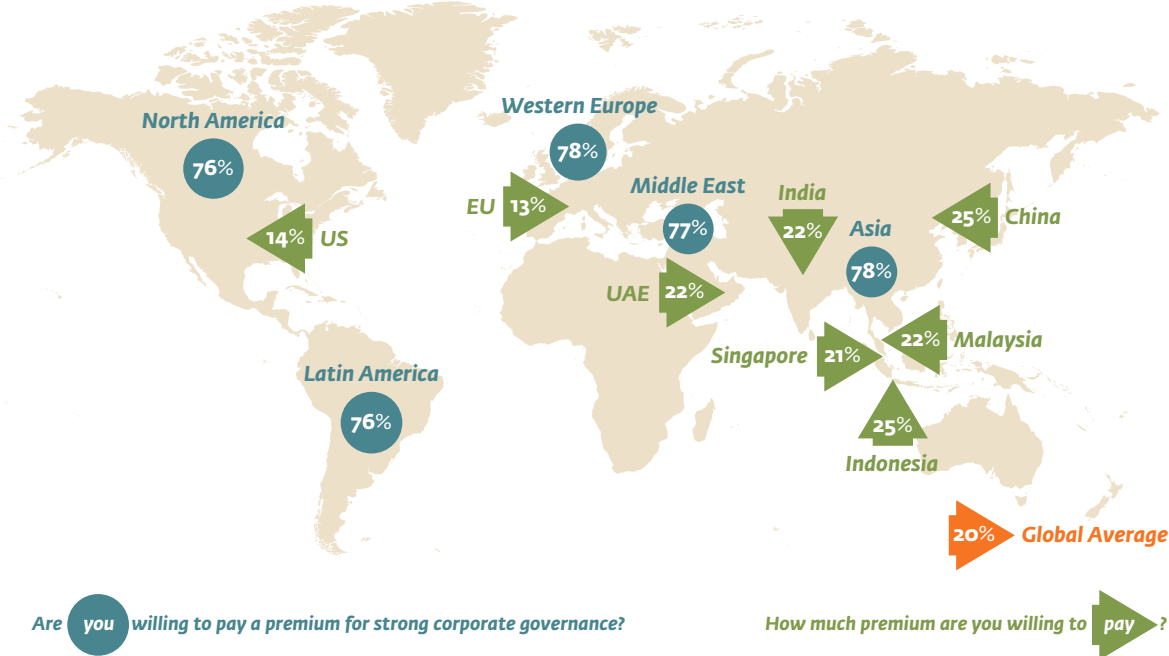 Western Europe
North America
78%
76%
Middle East
India
EU 13%
25% China
77%
22%
Asia
14% US
78%
UAE 22%
22% Malaysia
Singapore 21%
Latin America
76%
25%
Indonesia
20% Global Average
Are you willing to pay a premium for strong corporate governance?
How much premium are you willing to pay ?